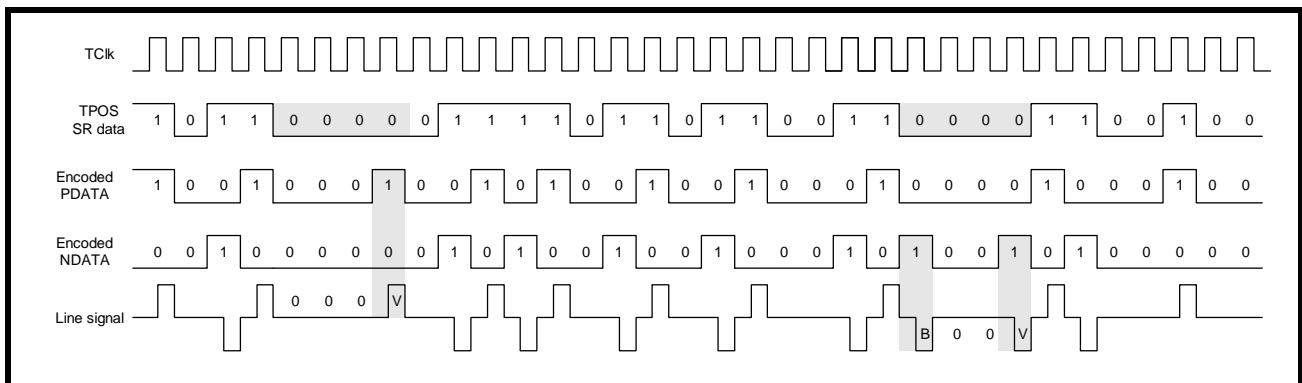 TClk
TPOS
SR data
1 0 1 1 0 0 0 0 0 1 1 1 1 0 1 1 0 1 1 0 0 1 1 0 0 0 0 1 1 0 0 1 0 0
Encoded
PDATA
1 0 0 1 0 0 0 1 0 0 1 0 1 0 0 1 0 0 1 0 0 0 1 0 0 0 0 1 0 0 0 1 0 0
Encoded
NDATA
0 0 1 0 0 0 0 0 0 1 0 1 0 0 1 0 0 1 0 0 0 1 0 1 0 0 1 0 1 0 0 0 0 0
Line signal
0 0 0 V
B 0 0 V